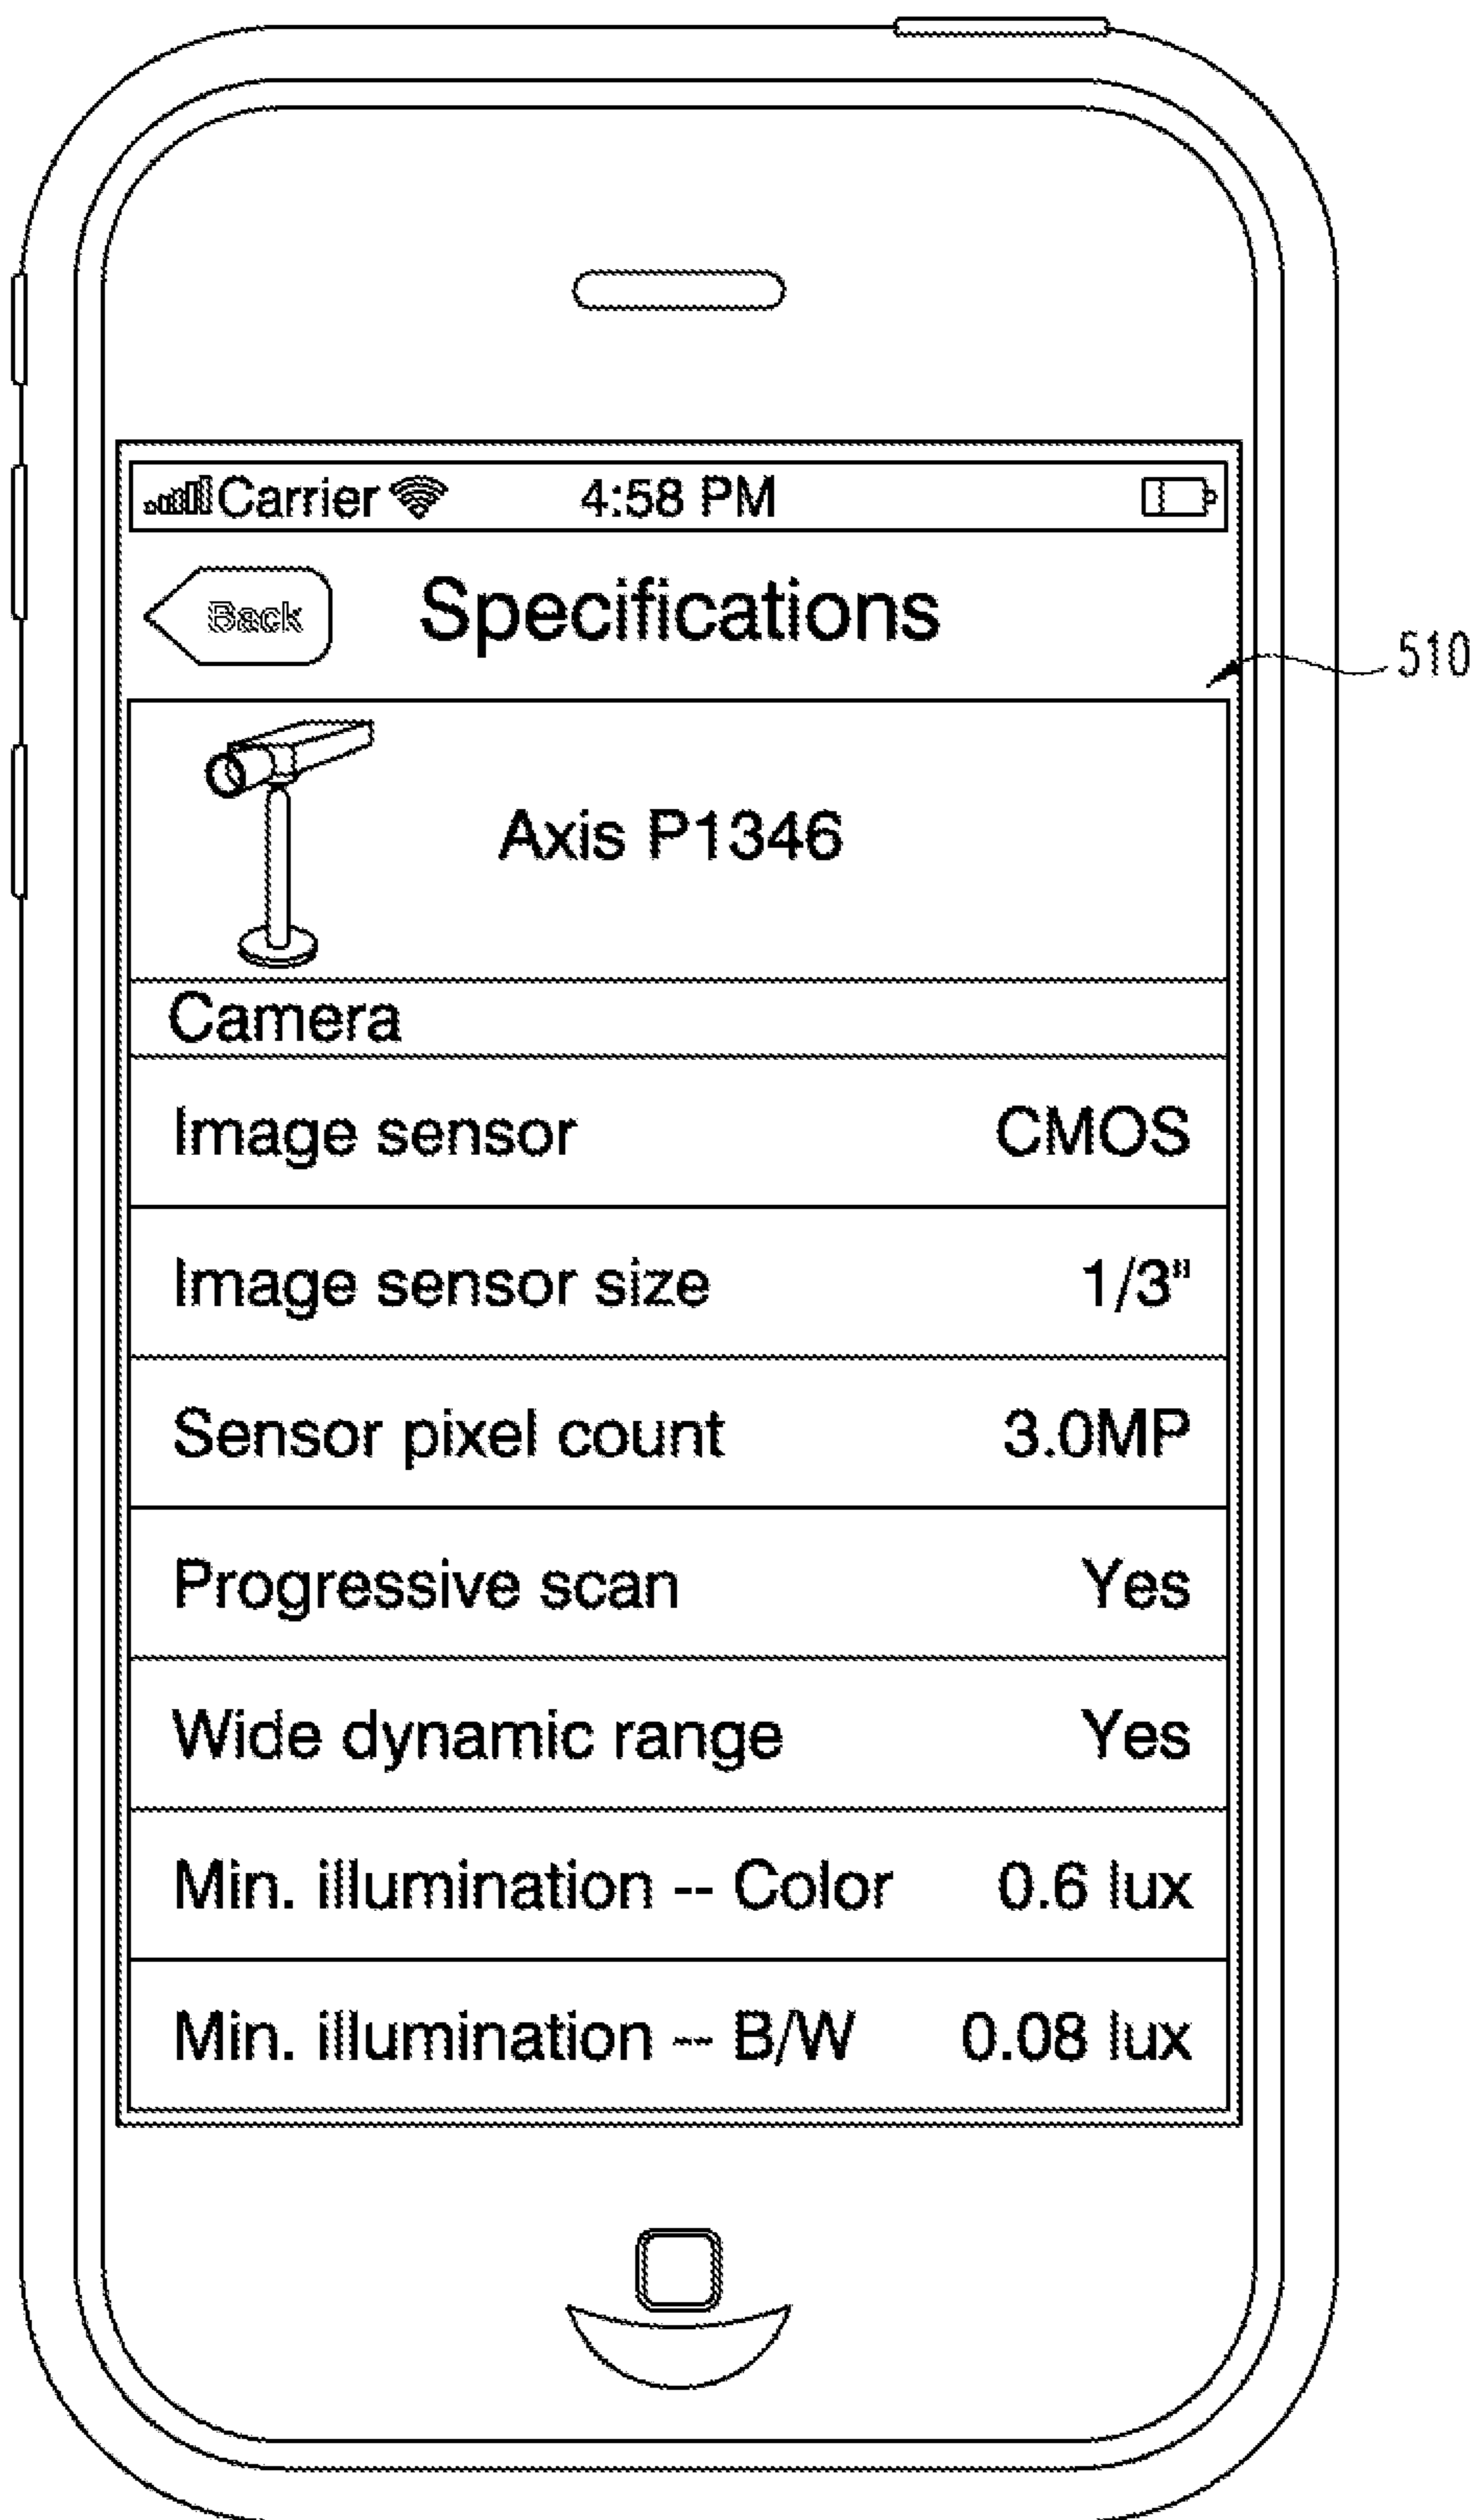 Carrier 4:58 PM
Back Specifications
510
Axis P1346
Camera
Image sensor CMOS
Image sensor size 1/3"
Sensor pixel count 3.0MP
Progressive scan Yes
Wide dynamic range Yes
Min. illumination -- Color 0.6 lux
Min. illumination -- B/W 0.08 lux